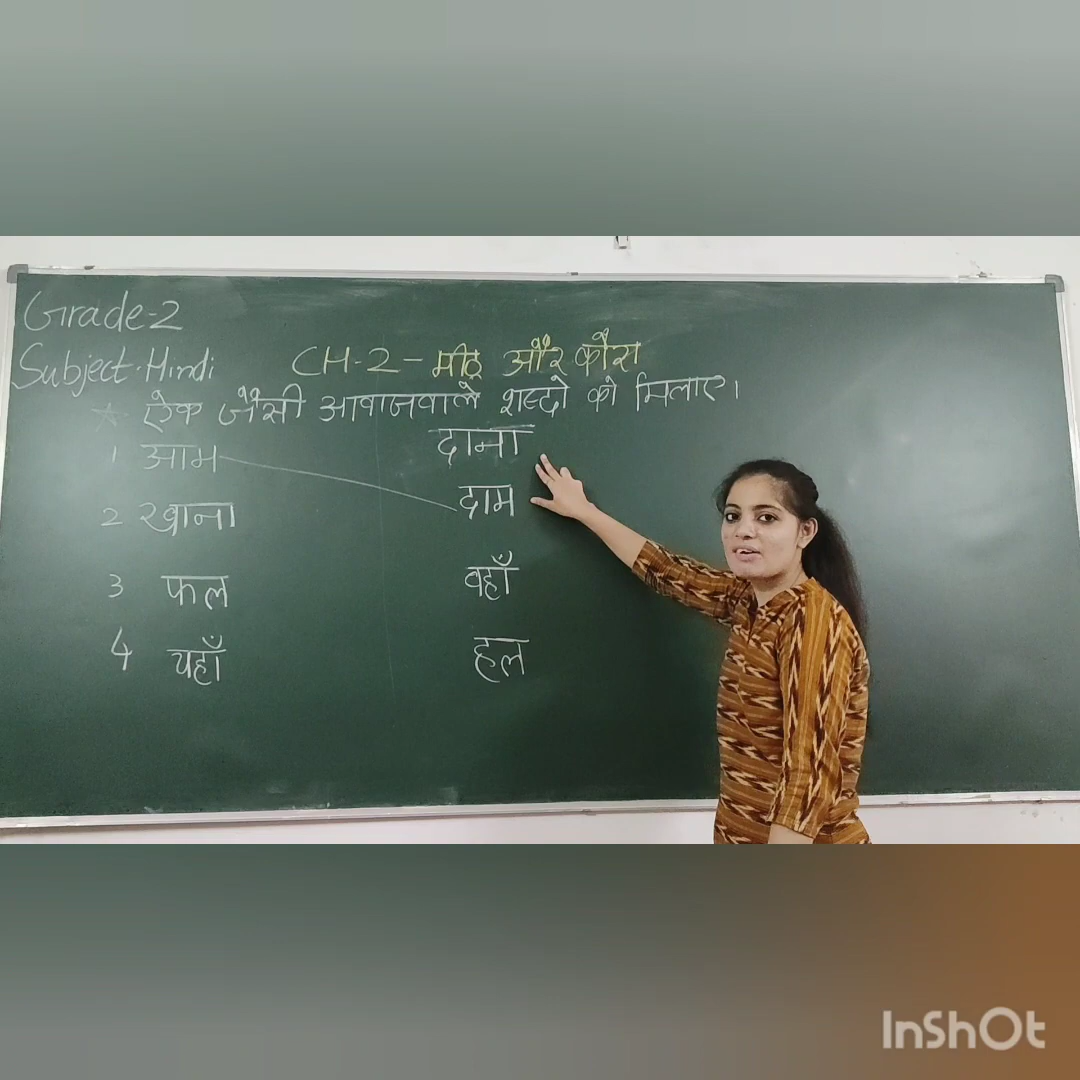 Grade-2
Subject-Hindi
CH-2 - मीठू और कौरा
* ऐक जैसी आवाजवाले शब्दो को मिलाए।
1 आम दाना
2 खाना दाम
3 फल वहाँ
4 यहाँ हल
InShOt